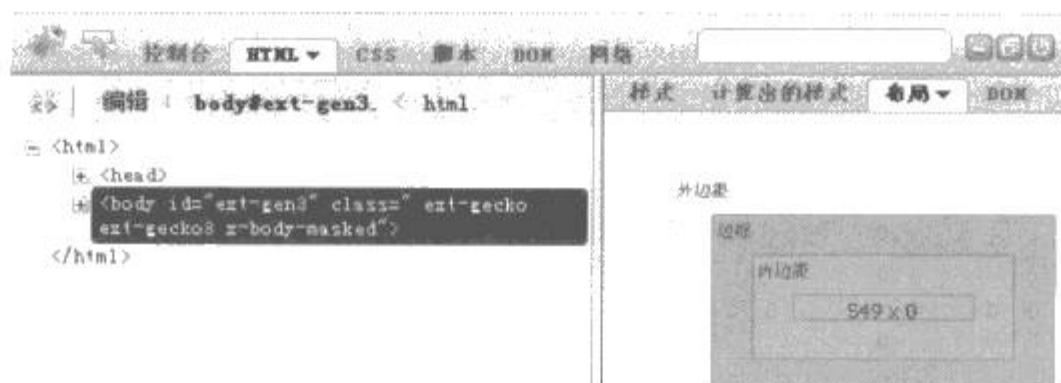 控制台 HTML CSS 脚本 DOM 网络
编辑 body#ext-gen3 < html
样式 计算出的样式 布局 DOM
<html>
<head>
<body id="ext-gen3" class=" ext-gecko
ext-gecko3 x-body-masked">
</html>
外边距
边框
内边距
549 x 0